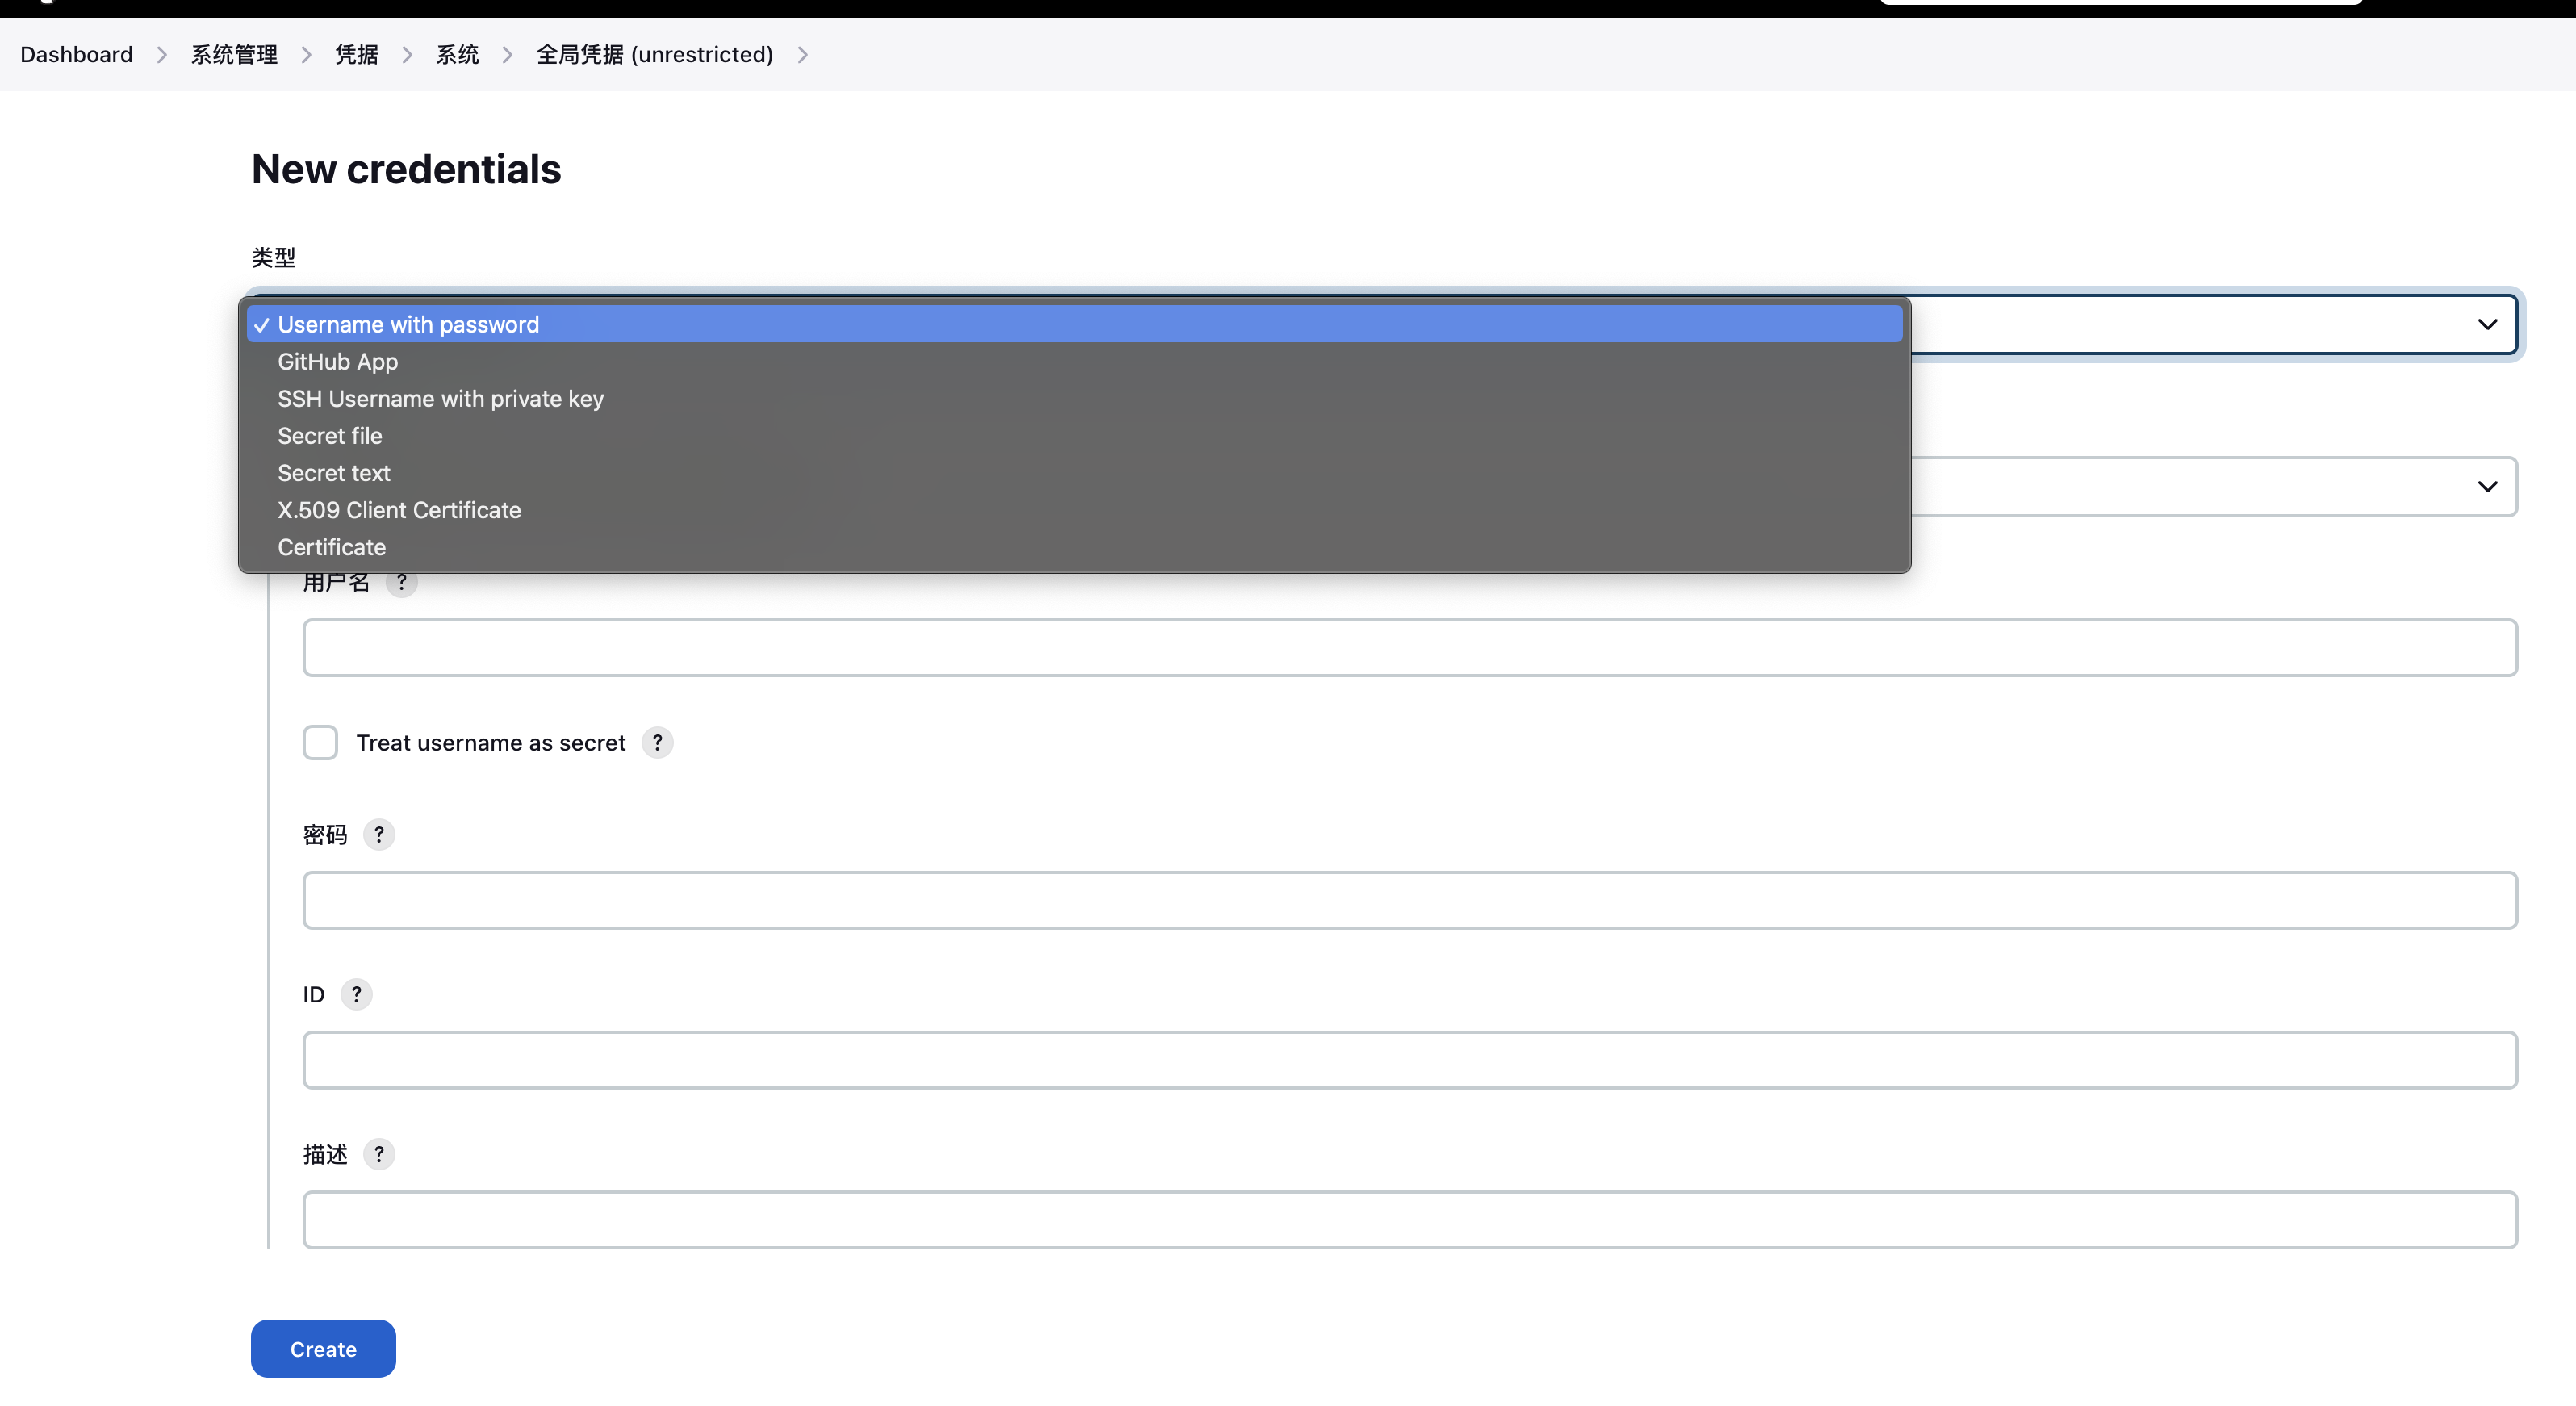 Dashboard > 系统管理 > 凭据 > 系统 > 全局凭据 (unrestricted) >
New credentials
类型
✓ Username with password
GitHub App
SSH Username with private key
Secret file
Secret text
X.509 Client Certificate
Certificate
用户名 ?
Treat username as secret ?
密码 ?
ID ?
描述 ?
Create